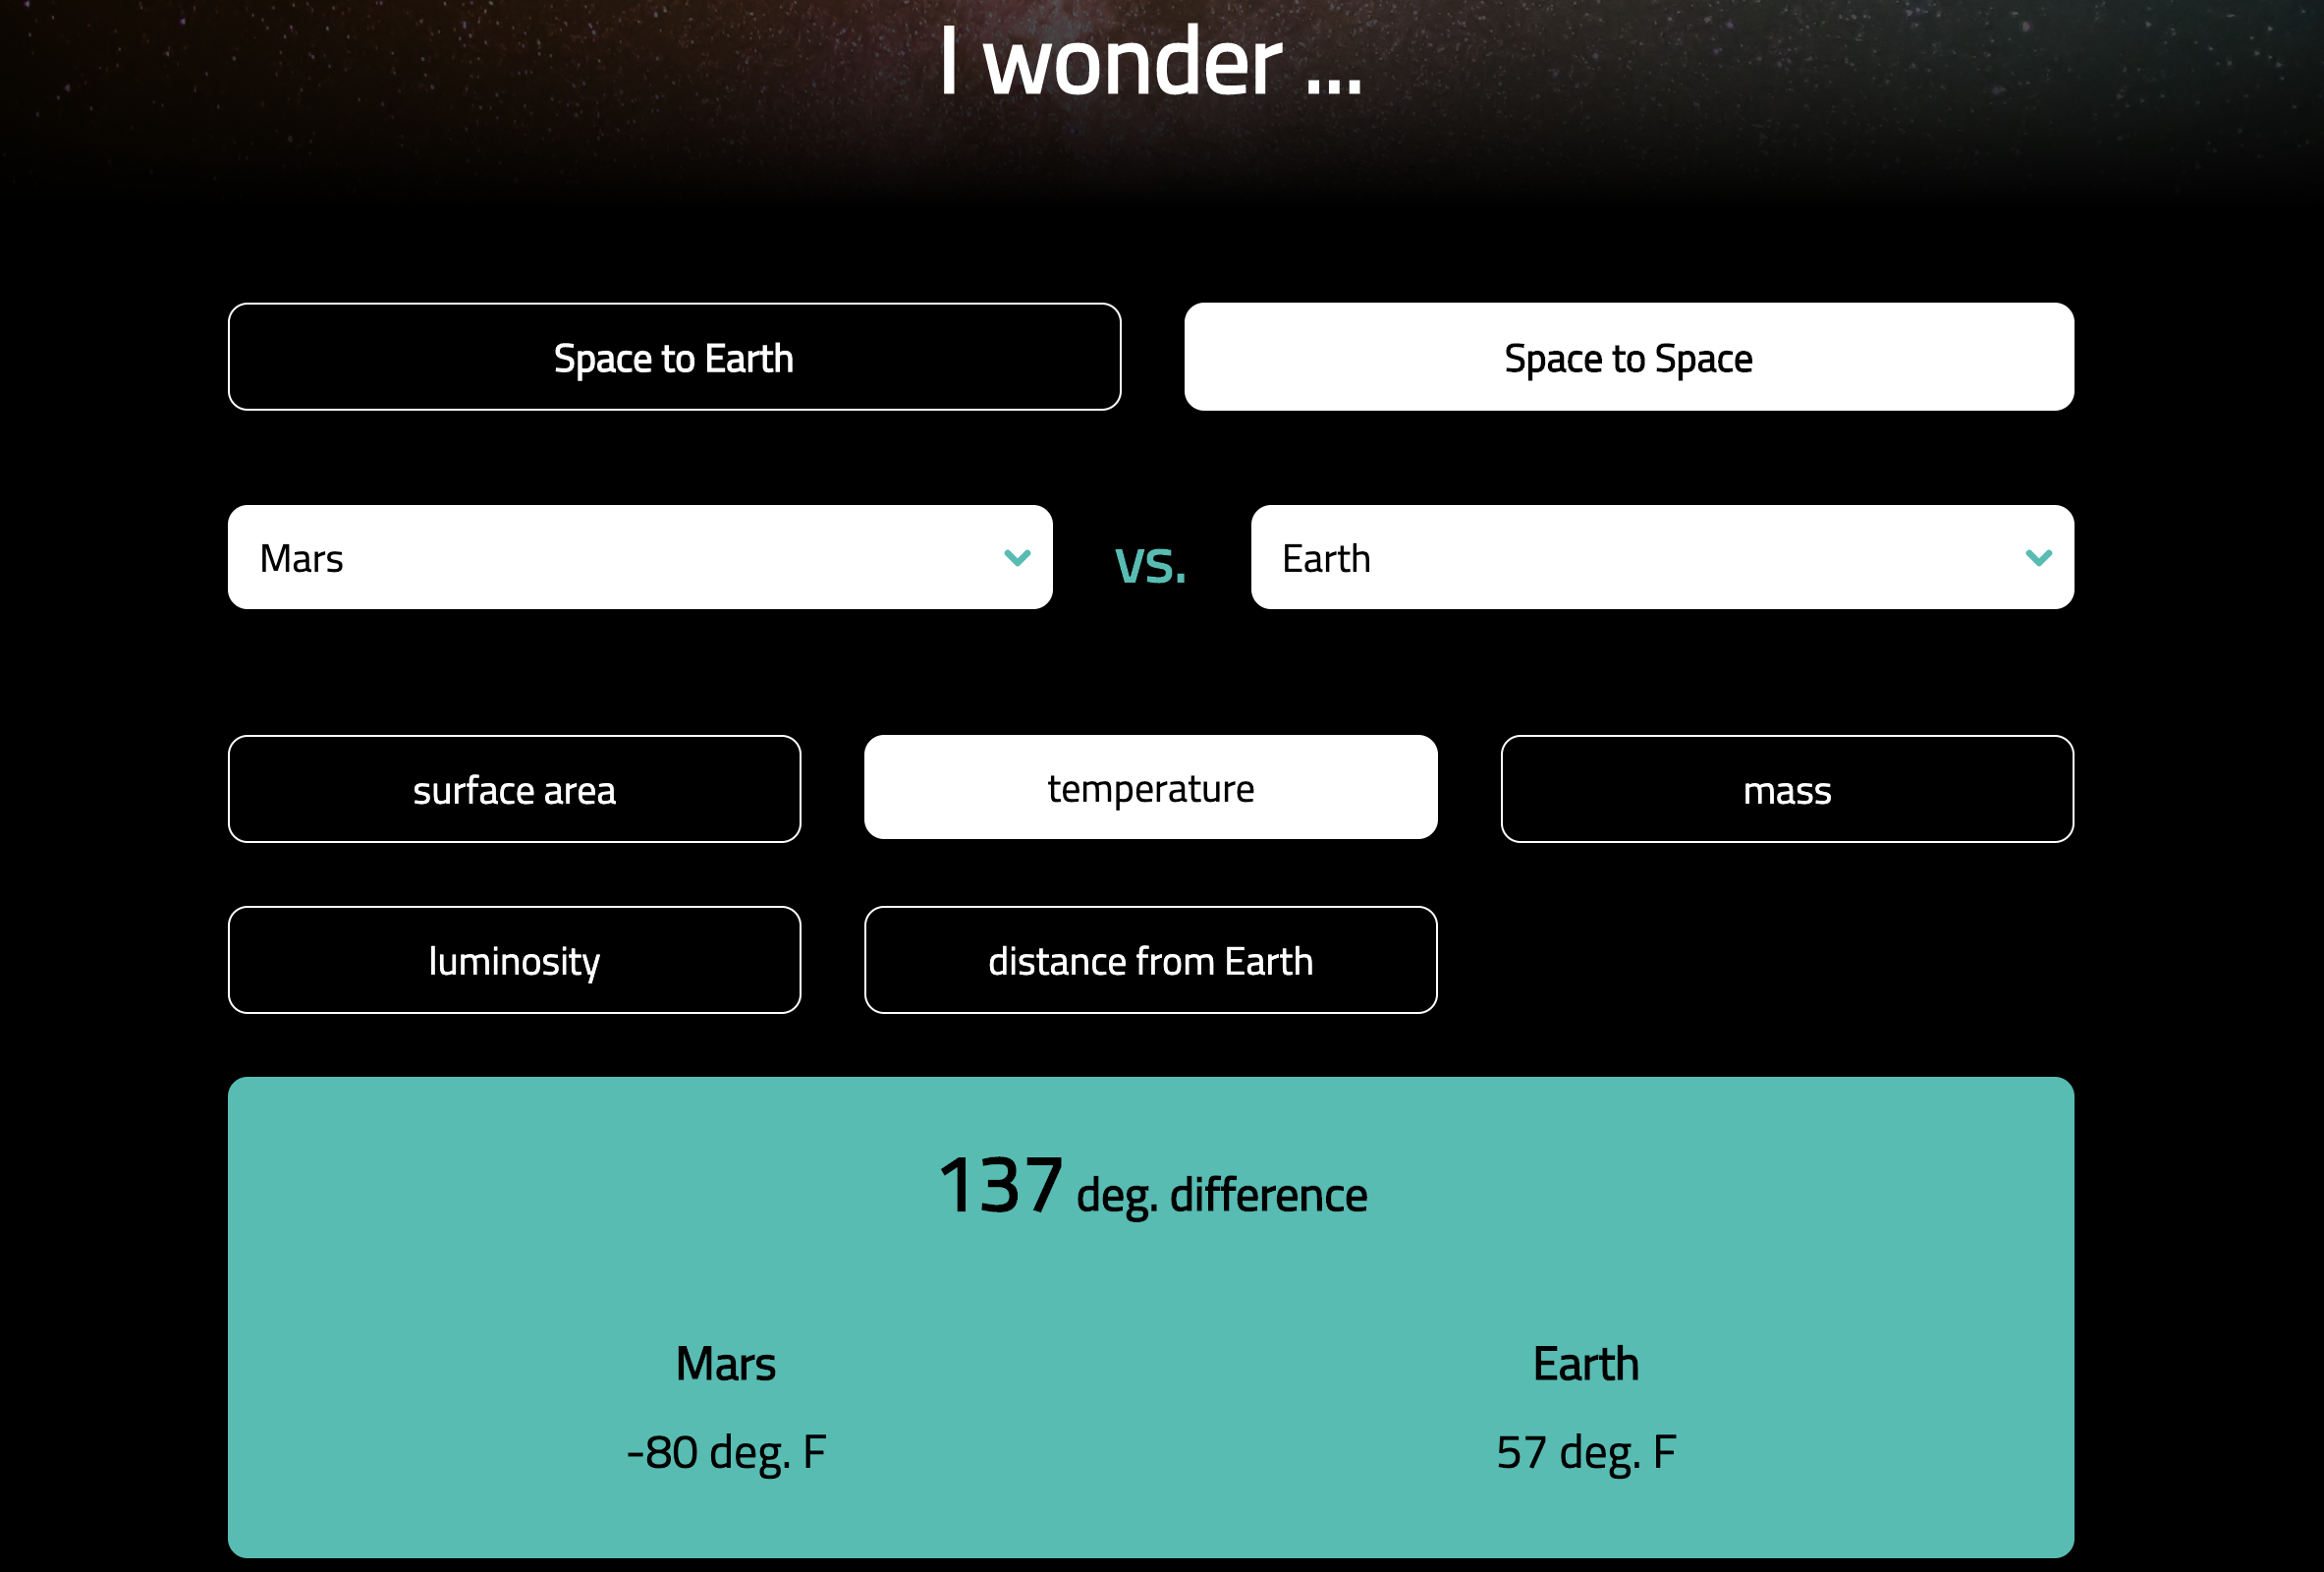 I wonder ...
Space to Earth
Space to Space
Mars
VS.
Earth
surface area
temperature
mass
luminosity
distance from Earth
137 deg. difference
Mars
Earth
-80 deg. F
57 deg. F